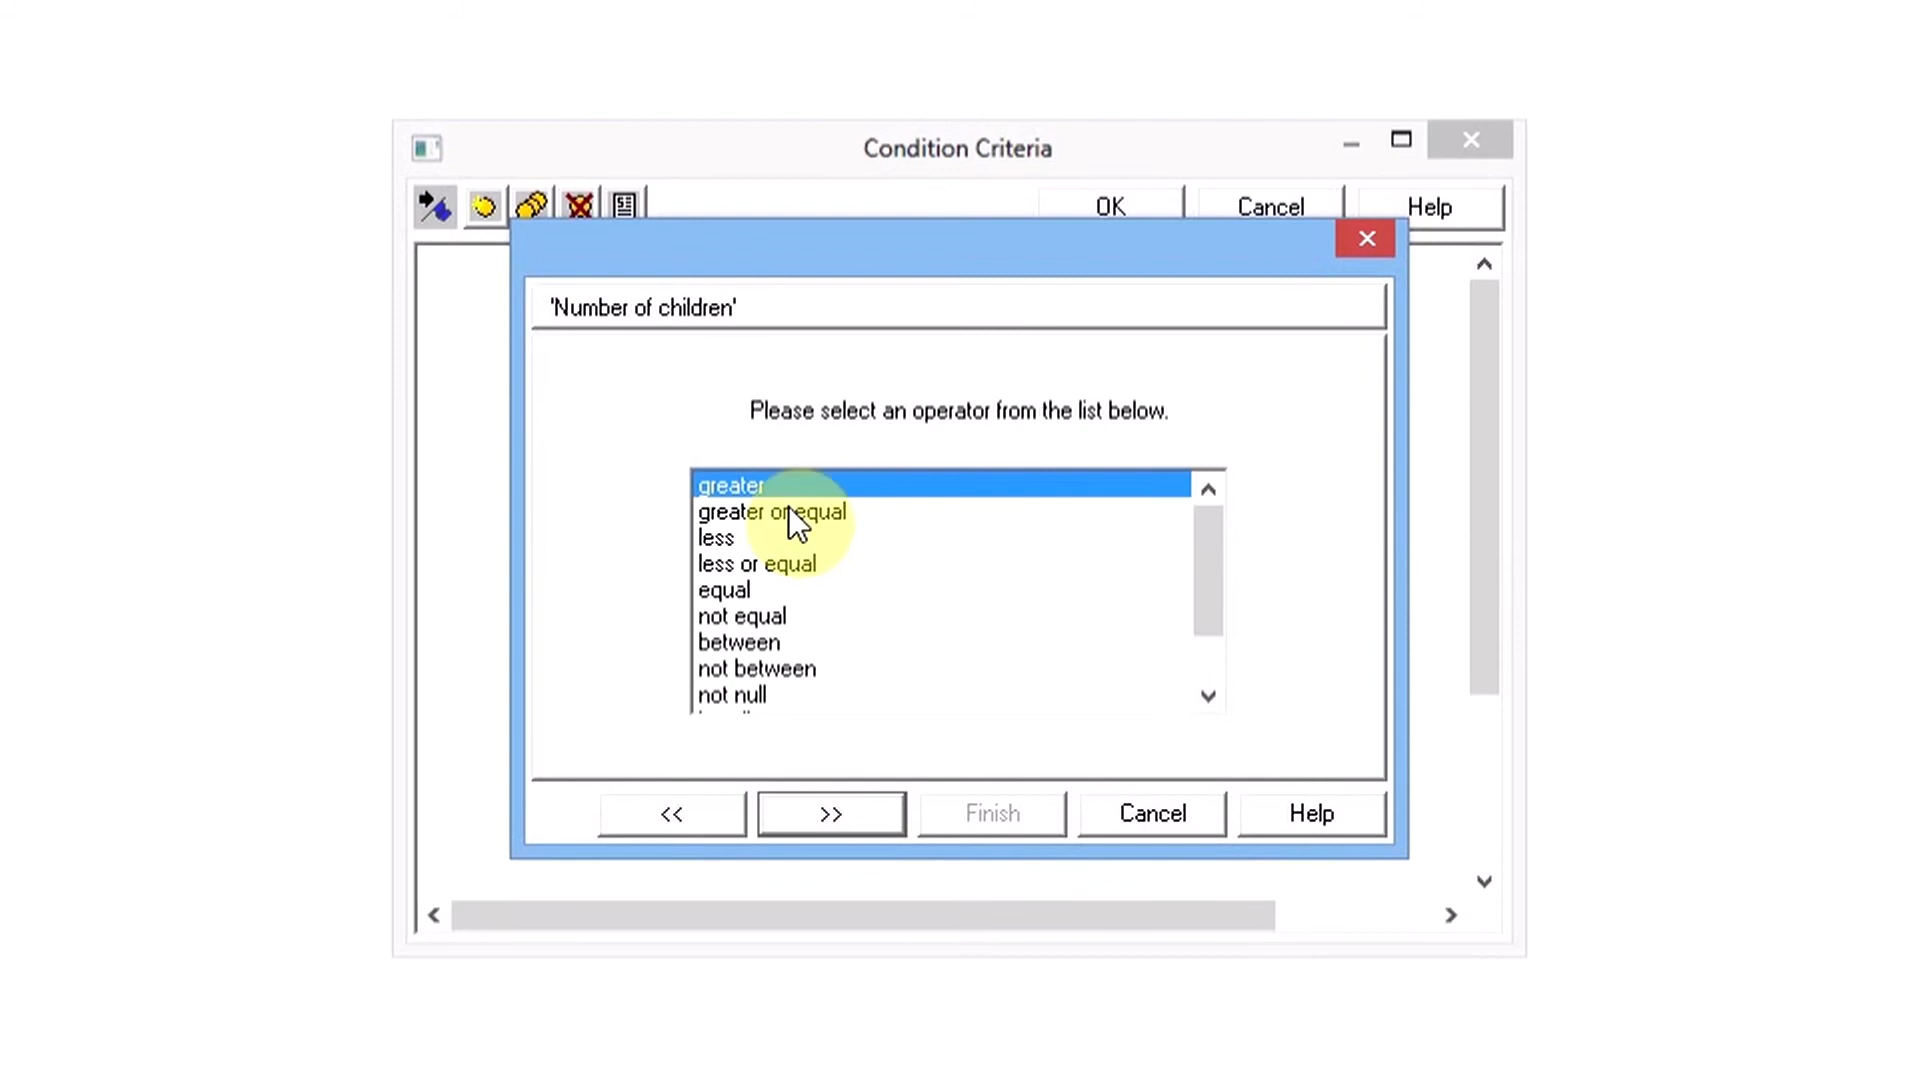 Condition Criteria
OK
Cancel
Help
'Number of children'
Please select an operator from the list below.
greater
greater or equal
less
less or equal
equal
not equal
between
not between
not null
<<
>>
Finish
Cancel
Help